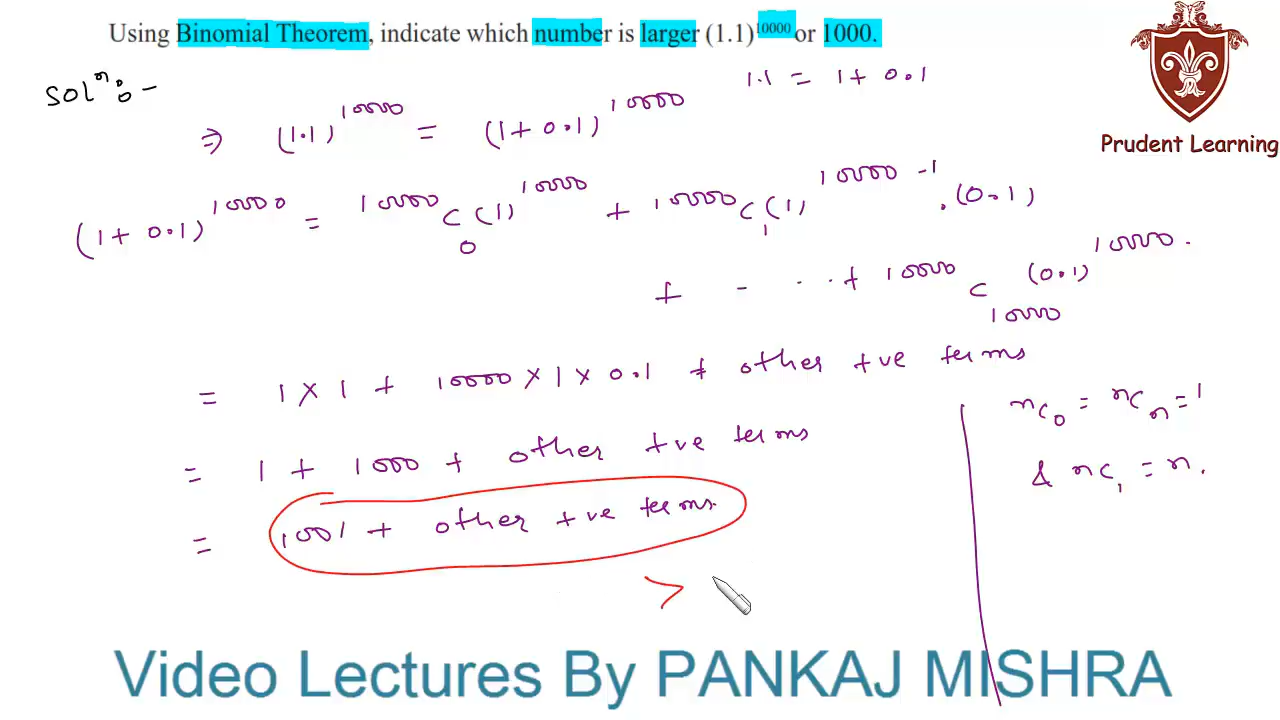 Using Binomial Theorem, indicate which number is larger (1.1)^10000 or 1000.
Solⁿ:-
1.1 = 1 + 0.1
⇒ (1.1)^10000 = (1+0.1)^10000
(1+0.1)^10000 = 10000C₀(1)^10000 + 10000C₁(1)^10000-1 .(0.1)
+ - ...+ 10000C10000 (0.1)^10000.
= 1×1 + 10000×1×0.1 + other +ve terms
= 1 + 1000 + other +ve terms
= 1001 + other +ve terms.
>
nC₀ = nCₙ = 1
& nC₁ = n.
Prudent Learning
Video Lectures By PANKAJ MISHRA